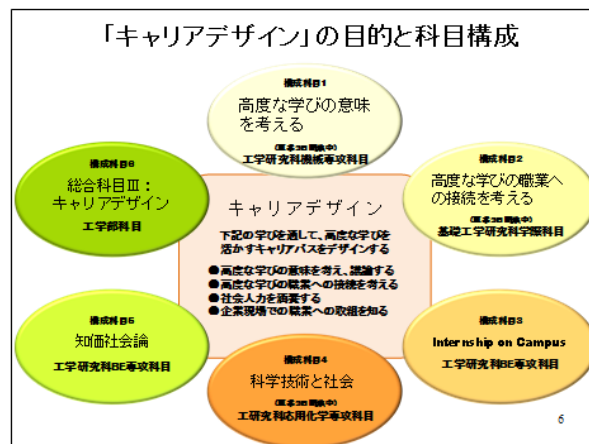 「キャリアデザイン」の目的と科目構成
構成科目1
高度な学びの意味
を考える
工学研究科機械専攻科目
構成科目2
高度な学びの職業へ
の接続を考える
基礎工学研究科学際科目
構成科目3
Internship on Campus
工学研究科BE専攻科目
構成科目4
科学技術と社会
工研究科応用化学専攻科目
構成科目5
知価社会論
工学研究科BE専攻科目
構成科目6
総合科目Ⅲ:
キャリアデザイン
工学部科目
キャリアデザイン
下記の学びを通して、高度な学びを
活かすキャリアパスをデザインする
●高度な学びの意味を考え、議論する
●高度な学びの職業への接続を考える
●社会人力を涵養する
●企業現場での職業への取組を知る
6